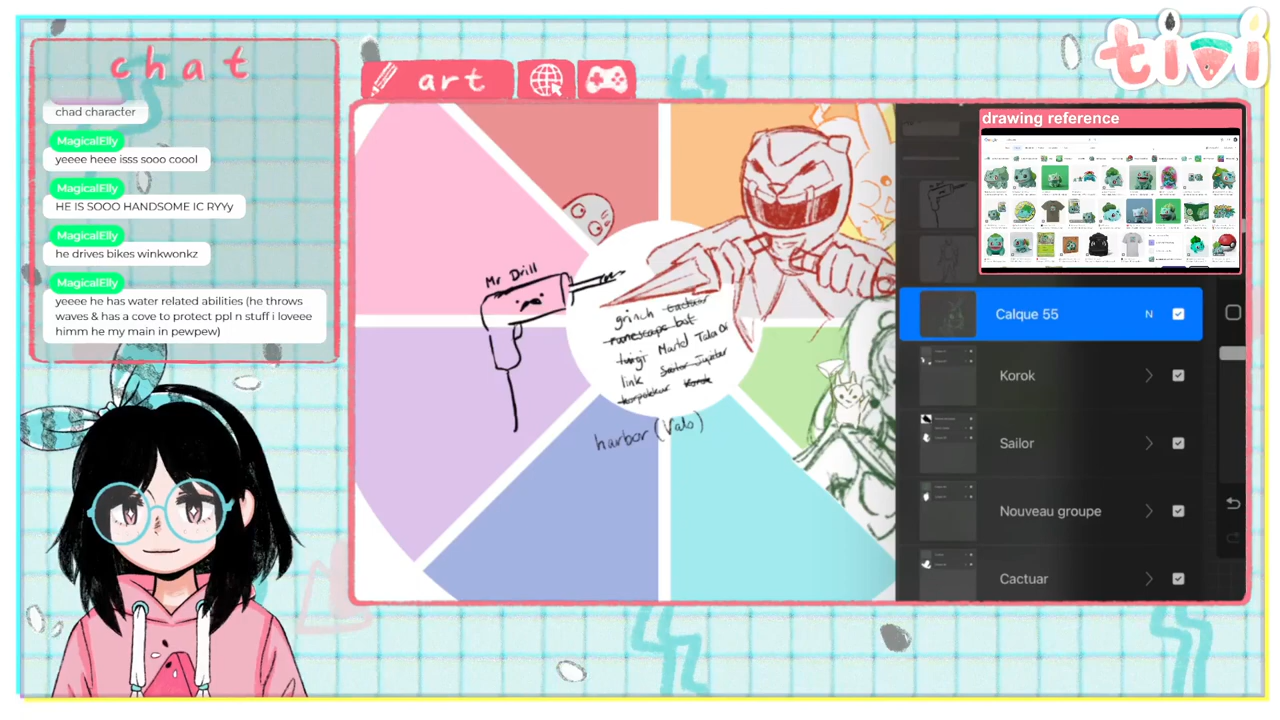 chat
chad character
MagicalElly
yeeee heee isss sooo coool
MagicalElly
HE IS SOOO HANDSOME IC RYYy
MagicalElly
he drives bikes winkwonkz
MagicalElly
yeeee he has water related abilities (he throws
waves & has a cove to protect ppl n stuff i loveee
himm he my main in pewpew)
art
tivi
drawing reference
Mr Drill
grinch cactuar
runescape bat
luigi Martel Tala Di
link Sailor Jupiter
korpokkur Korok
harbor (Valo)
Calque 55
N
Korok
Sailor
Nouveau groupe
Cactuar